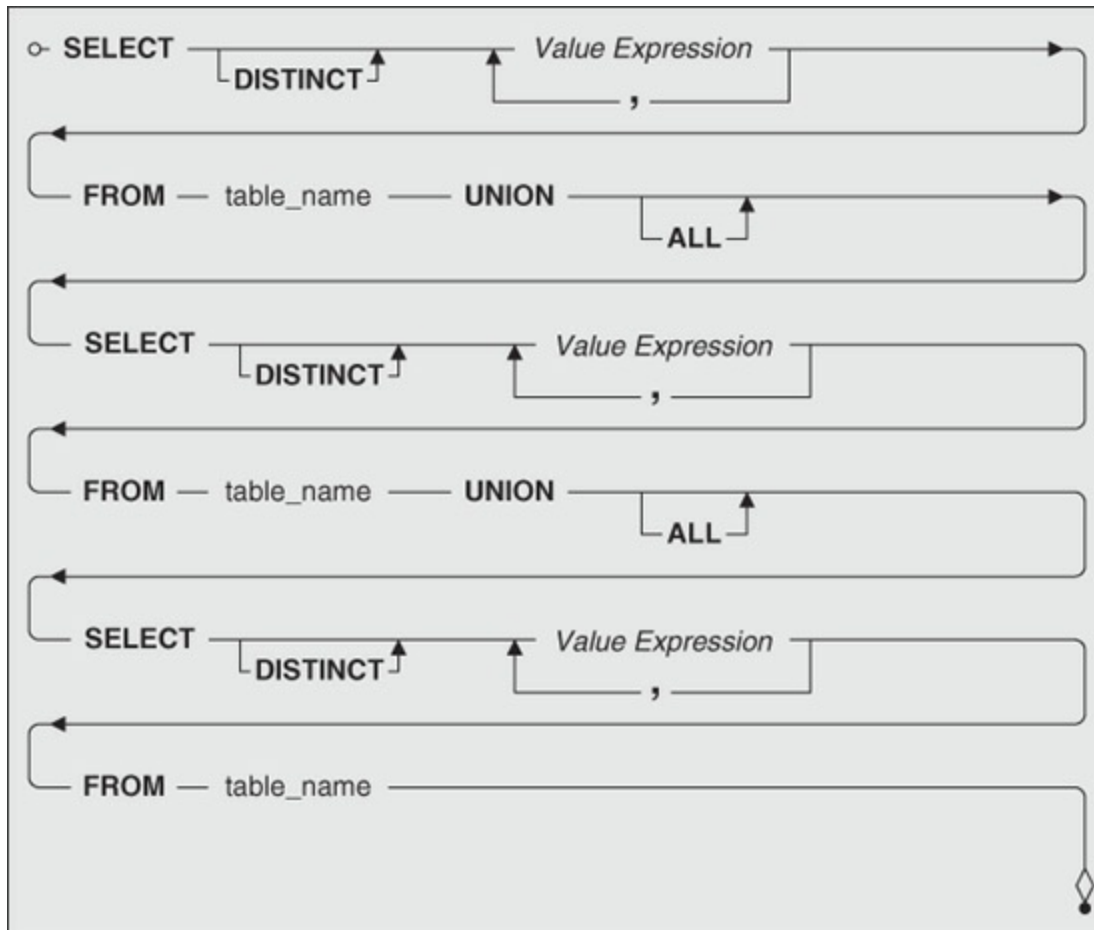 SELECT Value Expression
DISTINCT ,
FROM table_name UNION
ALL
SELECT Value Expression
DISTINCT ,
FROM table_name UNION
ALL
SELECT Value Expression
DISTINCT ,
FROM table_name